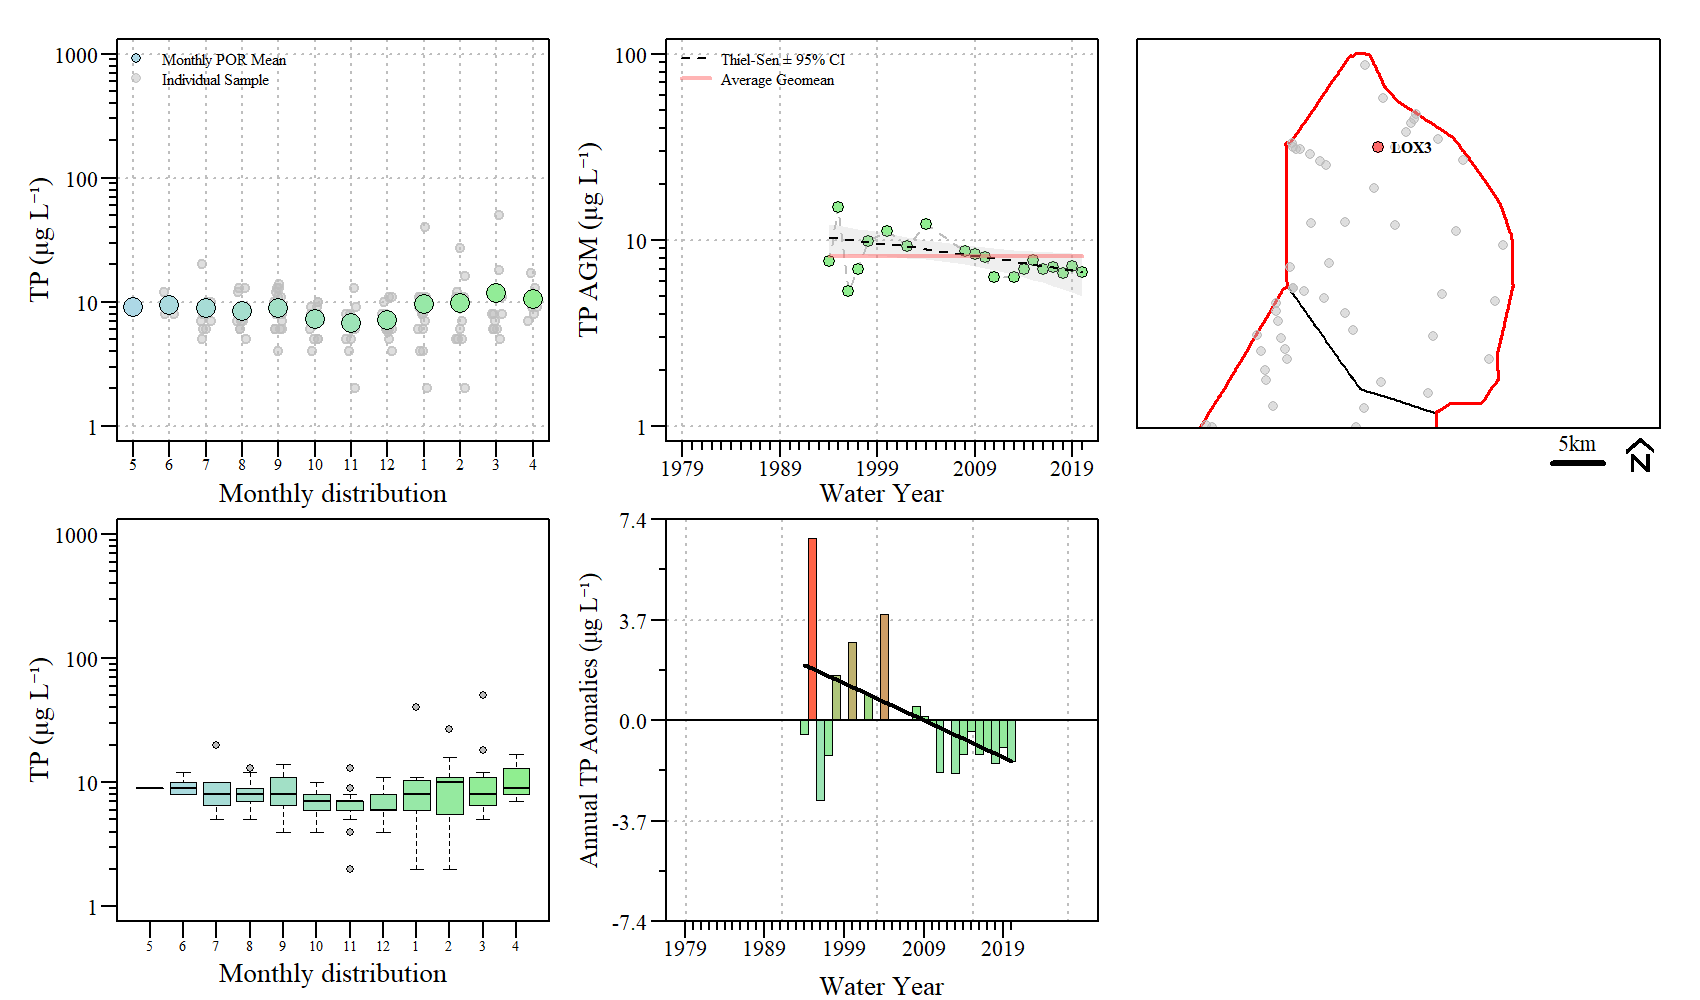 1000
100
10
1
TP (µg L⁻¹)
Monthly POR Mean
Individual Sample
5 6 7 8 9 10 11 12 1 2 3 4
Monthly distribution
100
10
1
TP AGM (µg L⁻¹)
Thiel-Sen ± 95% CI
Average Geomean
1979 1989 1999 2009 2019
Water Year
LOX3
5km
N
1000
100
10
1
TP (µg L⁻¹)
5 6 7 8 9 10 11 12 1 2 3 4
Monthly distribution
7.4
3.7
0.0
-3.7
-7.4
Annual TP Aomalies (µg L⁻¹)
1979 1989 1999 2009 2019
Water Year